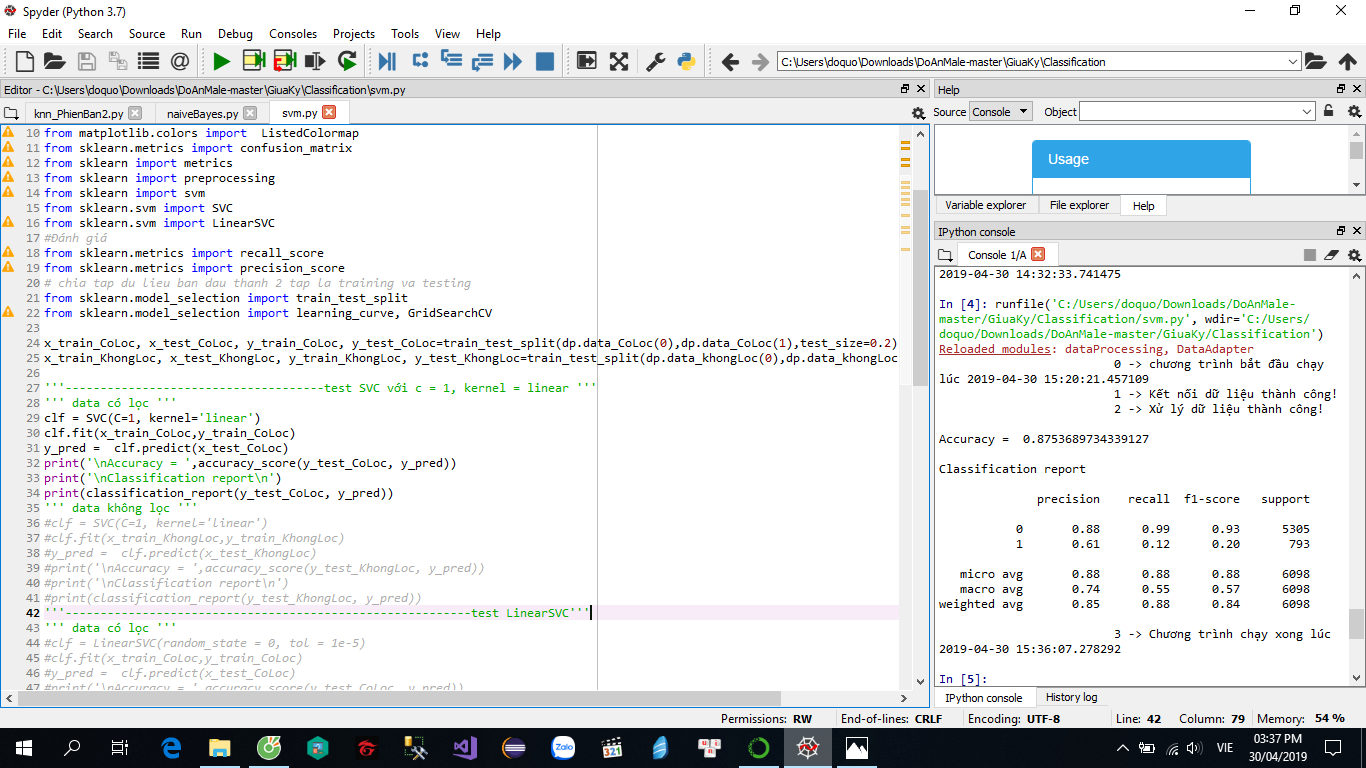 Spyder (Python 3.7)
File Edit Search Source Run Debug Consoles Projects Tools View Help
C:\Users\doquo\Downloads\DoAnMale-master\GiuaKy\Classification
Editor - C:\Users\doquo\Downloads\DoAnMale-master\GiuaKy\Classification\svm.py
knn_PhienBan2.py naiveBayes.py svm.py
10 from matplotlib.colors import  ListedColormap
11 from sklearn.metrics import confusion_matrix
12 from sklearn import metrics
13 from sklearn import preprocessing
14 from sklearn import svm
15 from sklearn.svm import SVC
16 from sklearn.svm import LinearSVC
17 #Đánh giá
18 from sklearn.metrics import recall_score
19 from sklearn.metrics import precision_score
20 # chia tap du lieu ban dau thanh 2 tap la training va testing
21 from sklearn.model_selection import train_test_split
22 from sklearn.model_selection import learning_curve, GridSearchCV
23
24 x_train_CoLoc, x_test_CoLoc, y_train_CoLoc, y_test_CoLoc=train_test_split(dp.data_CoLoc(0),dp.data_CoLoc(1),test_size=0.2)
25 x_train_KhongLoc, x_test_KhongLoc, y_train_KhongLoc, y_test_KhongLoc=train_test_split(dp.data_khongLoc(0),dp.data_khongLoc
26
27 '''-------------------------------------test SVC với c = 1, kernel = linear '''
28 ''' data có lọc '''
29 clf = SVC(C=1, kernel='linear')
30 clf.fit(x_train_CoLoc,y_train_CoLoc)
31 y_pred =  clf.predict(x_test_CoLoc)
32 print('\nAccuracy = ',accuracy_score(y_test_CoLoc, y_pred))
33 print('\nClassification report\n')
34 print(classification_report(y_test_CoLoc, y_pred))
35 ''' data không lọc '''
36 #clf = SVC(C=1, kernel='linear')
37 #clf.fit(x_train_KhongLoc,y_train_KhongLoc)
38 #y_pred =  clf.predict(x_test_KhongLoc)
39 #print('\nAccuracy = ',accuracy_score(y_test_KhongLoc, y_pred))
40 #print('\nClassification report\n')
41 #print(classification_report(y_test_KhongLoc, y_pred))
42 '''----------------------------------------------------------test LinearSVC'''
43 ''' data có lọc '''
44 #clf = LinearSVC(random_state = 0, tol = 1e-5)
45 #clf.fit(x_train_CoLoc,y_train_CoLoc)
46 #y_pred =  clf.predict(x_test_CoLoc)
47 #print('\nAccuracy = ',accuracy_score(y_test_CoLoc, y_pred))
Help
Source Console Object
Usage
Variable explorer File explorer Help
IPython console
Console 1/A
2019-04-30 14:32:33.741475
In [4]: runfile('C:/Users/doquo/Downloads/DoAnMale-
master/GiuaKy/Classification/svm.py', wdir='C:/Users/
doquo/Downloads/DoAnMale-master/GiuaKy/Classification')
Reloaded modules: dataProcessing, DataAdapter
0 -> chương trình bắt đầu chạy
lúc 2019-04-30 15:20:21.457109
1 -> Kết nối dữ liệu thành công!
2 -> Xử lý dữ liệu thành công!
Accuracy =  0.8753689734339127
Classification report
precision recall f1-score support
0 0.88 0.99 0.93 5305
1 0.61 0.12 0.20 793
micro avg 0.88 0.88 0.88 6098
macro avg 0.74 0.55 0.57 6098
weighted avg 0.85 0.88 0.84 6098
3 -> Chương trình chạy xong lúc
2019-04-30 15:36:07.278292
In [5]:
IPython console History log
Permissions: RW End-of-lines: CRLF Encoding: UTF-8 Line: 42 Column: 79 Memory: 54 %
Zalo
321
VIE
03:37 PM
30/04/2019